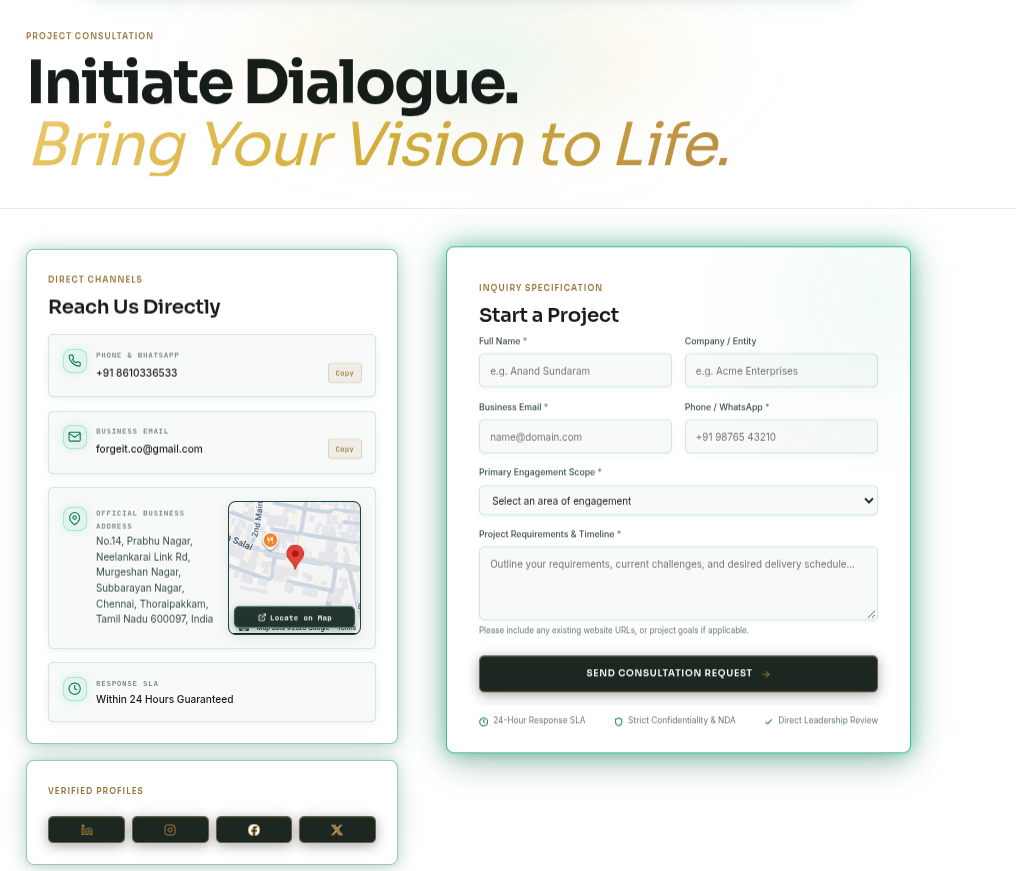 PROJECT CONSULTATION
Initiate Dialogue.
Bring Your Vision to Life.
DIRECT CHANNELS
Reach Us Directly
PHONE & WHATSAPP
+91 8610336533
Copy
BUSINESS EMAIL
forgeit.co@gmail.com
Copy
OFFICIAL BUSINESS
ADDRESS
No.14, Prabhu Nagar,
Neelankarai Link Rd,
Murgeshan Nagar,
Subbarayan Nagar,
Chennai, Thoraipakkam,
Tamil Nadu 600097, India
2nd Main
Salai
Locate on Map
RESPONSE SLA
Within 24 Hours Guaranteed
VERIFIED PROFILES
INQUIRY SPECIFICATION
Start a Project
Full Name *
Company / Entity
e.g. Anand Sundaram
e.g. Acme Enterprises
Business Email *
Phone / WhatsApp *
name@domain.com
+91 98765 43210
Primary Engagement Scope *
Select an area of engagement
Project Requirements & Timeline *
Outline your requirements, current challenges, and desired delivery schedule...
Please include any existing website URLs, or project goals if applicable.
SEND CONSULTATION REQUEST →
24-Hour Response SLA
Strict Confidentiality & NDA
Direct Leadership Review